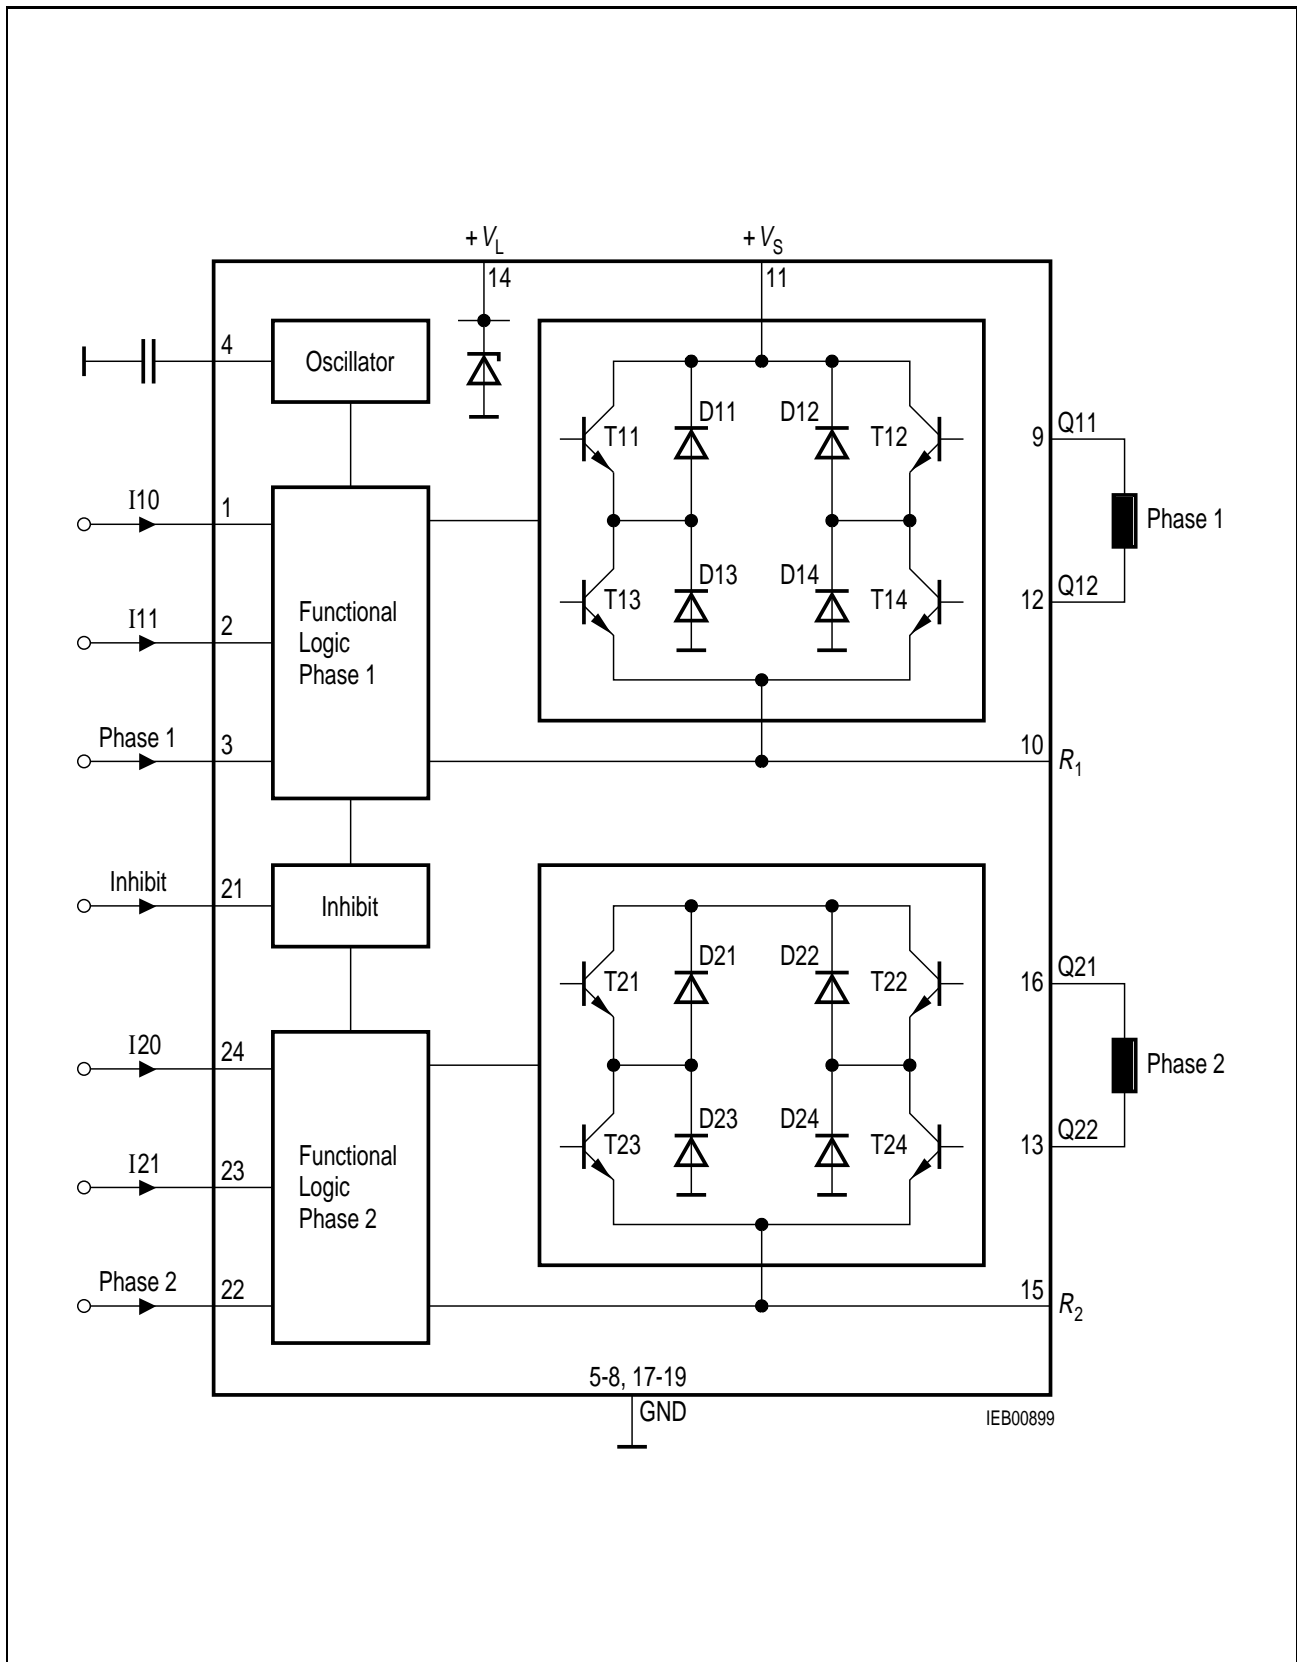 + VL
+ VS
14
11
4
Oscillator
D11
D12
T11
T12
Q11
9
I10
1
Phase 1
D13
D14
T13
T14
Q12
12
I11
2
Functional
Logic
Phase 1
Phase 1
3
10
R1
Inhibit
21
Inhibit
D21
D22
T21
T22
Q21
16
I20
24
Phase 2
D23
D24
T23
T24
Q22
13
I21
23
Functional
Logic
Phase 2
Phase 2
22
15
R2
5-8, 17-19
GND
IEB00899